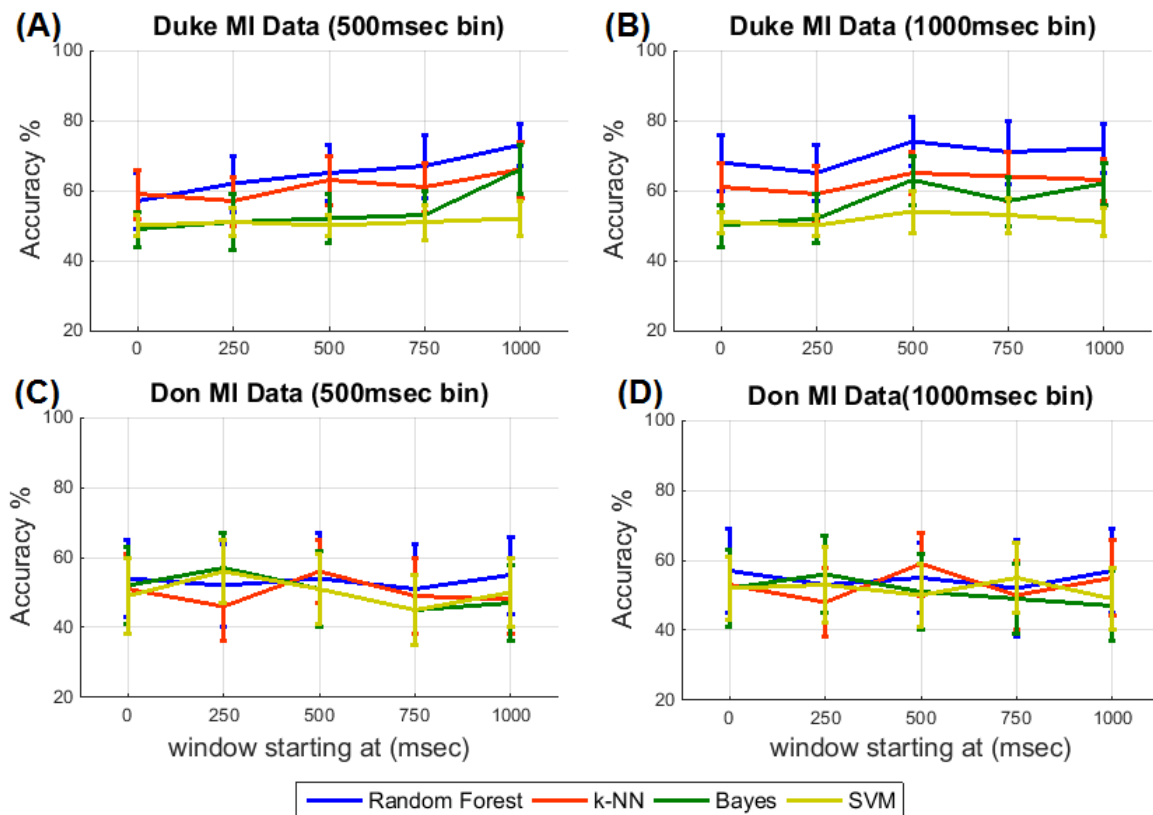 (A) Duke MI Data (500msec bin)
100
80
60
40
20
Accuracy %
0 250 500 750 1000
(B) Duke MI Data (1000msec bin)
100
80
60
40
20
Accuracy %
0 250 500 750 1000
(C) Don MI Data (500msec bin)
100
80
60
40
20
Accuracy %
0 250 500 750 1000
window starting at (msec)
(D) Don MI Data(1000msec bin)
100
80
60
40
20
Accuracy %
0 250 500 750 1000
window starting at (msec)
Random Forest k-NN Bayes SVM